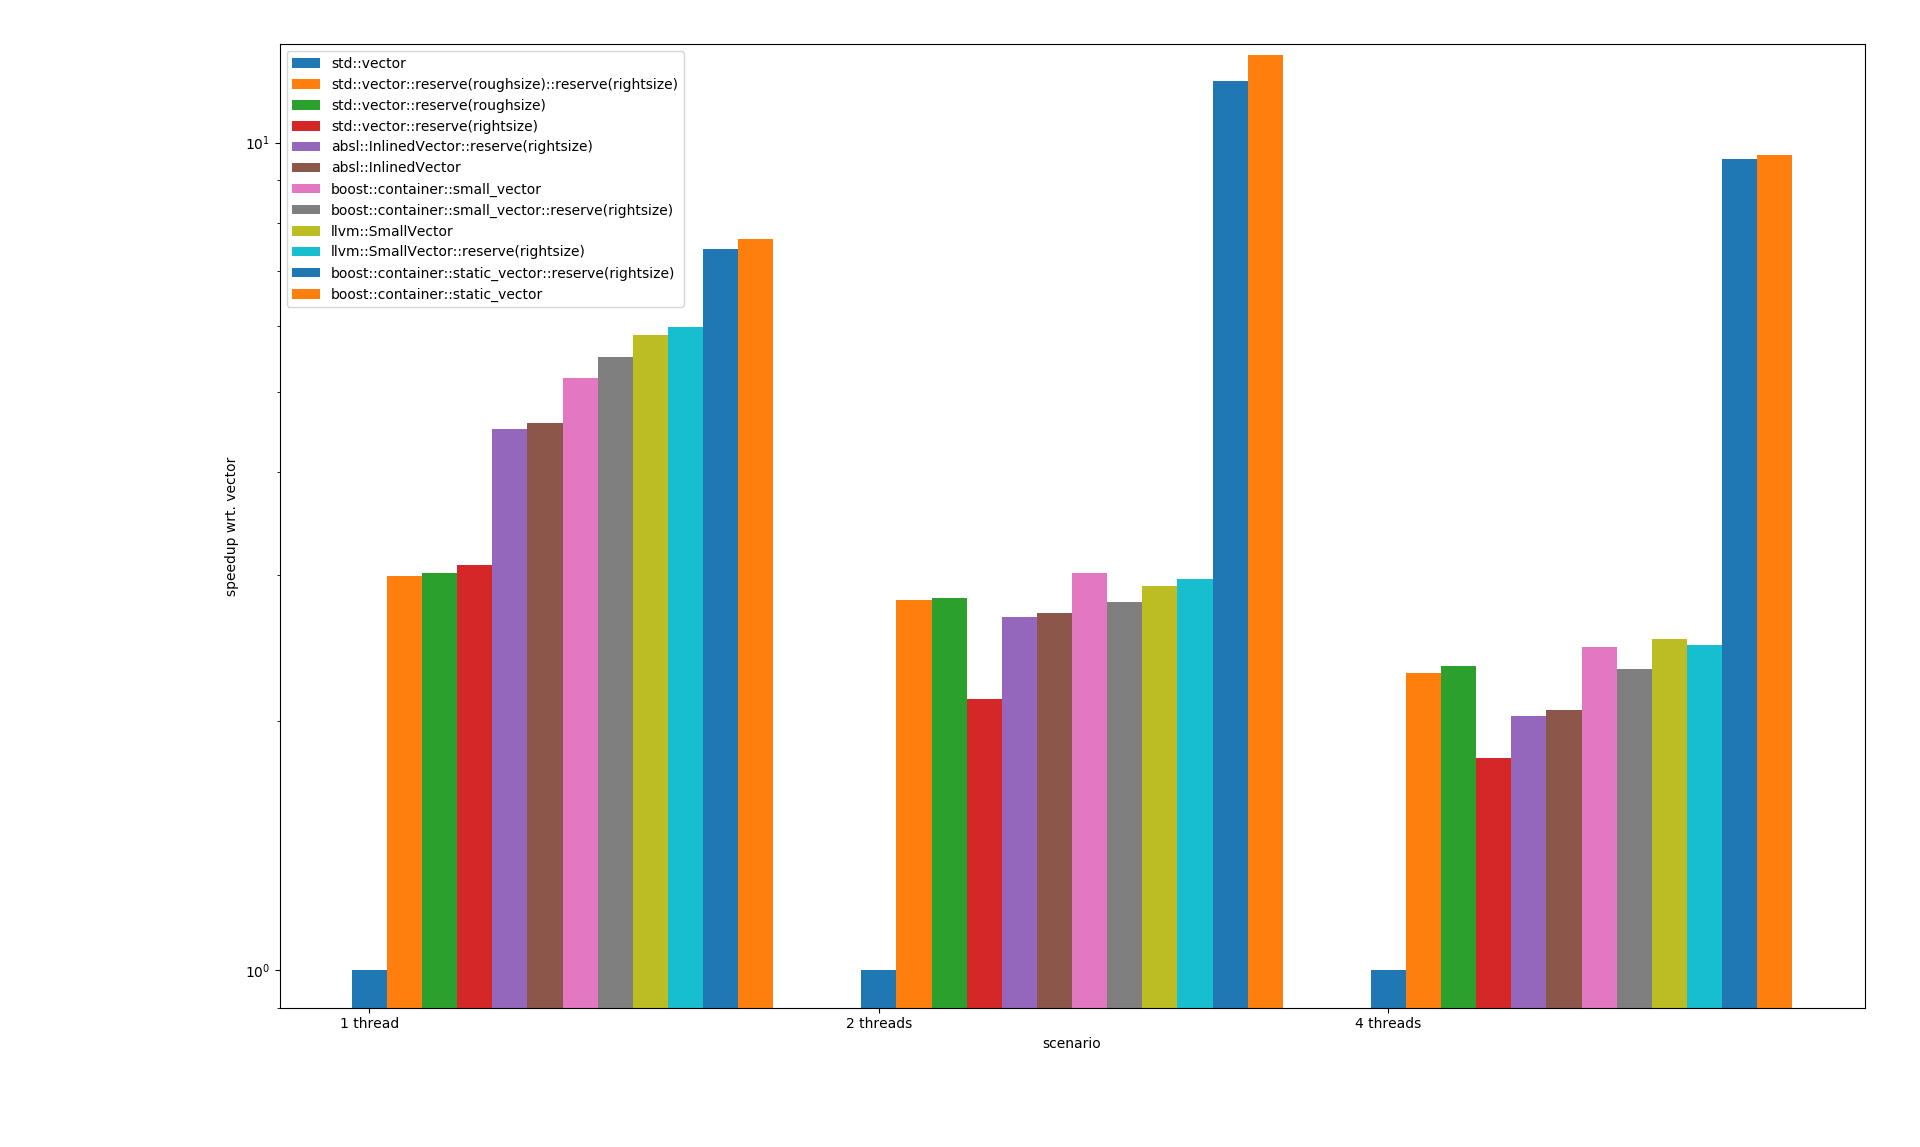 std::vector
std::vector::reserve(roughsize)::reserve(rightsize)
std::vector::reserve(roughsize)
std::vector::reserve(rightsize)
absl::InlinedVector::reserve(rightsize)
absl::InlinedVector
boost::container::small_vector
boost::container::small_vector::reserve(rightsize)
llvm::SmallVector
llvm::SmallVector::reserve(rightsize)
boost::container::static_vector::reserve(rightsize)
boost::container::static_vector
10¹
10⁰
speedup wrt. vector
1 thread 2 threads 4 threads
scenario